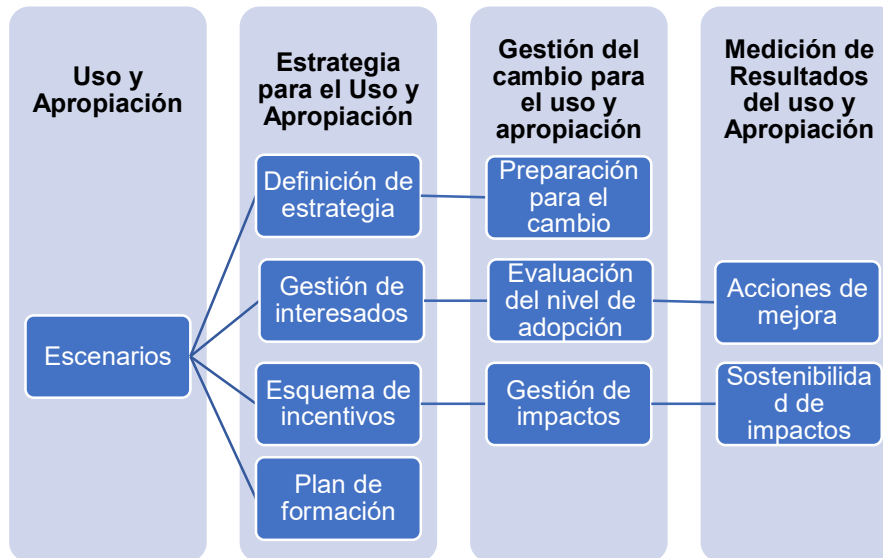 Uso y
Apropiación
Estrategia
para el Uso y
Apropiación
Gestión del
cambio para
el uso y
apropiación
Medición de
Resultados
del uso y
Apropiación
Escenarios
Definición de
estrategia
Gestión de
interesados
Esquema de
incentivos
Plan de
formación
Preparación
para el
cambio
Evaluación
del nivel de
adopción
Gestión de
impactos
Acciones de
mejora
Sostenibilida
d de
impactos